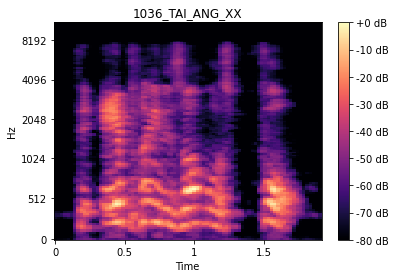 1036_TAI_ANG_XX
+0 dB
8192
-10 dB
4096
-20 dB
-30 dB
2048
Hz
-40 dB
1024
-50 dB
512
-60 dB
-70 dB
0
-80 dB
0
0.5
1
1.5
Time